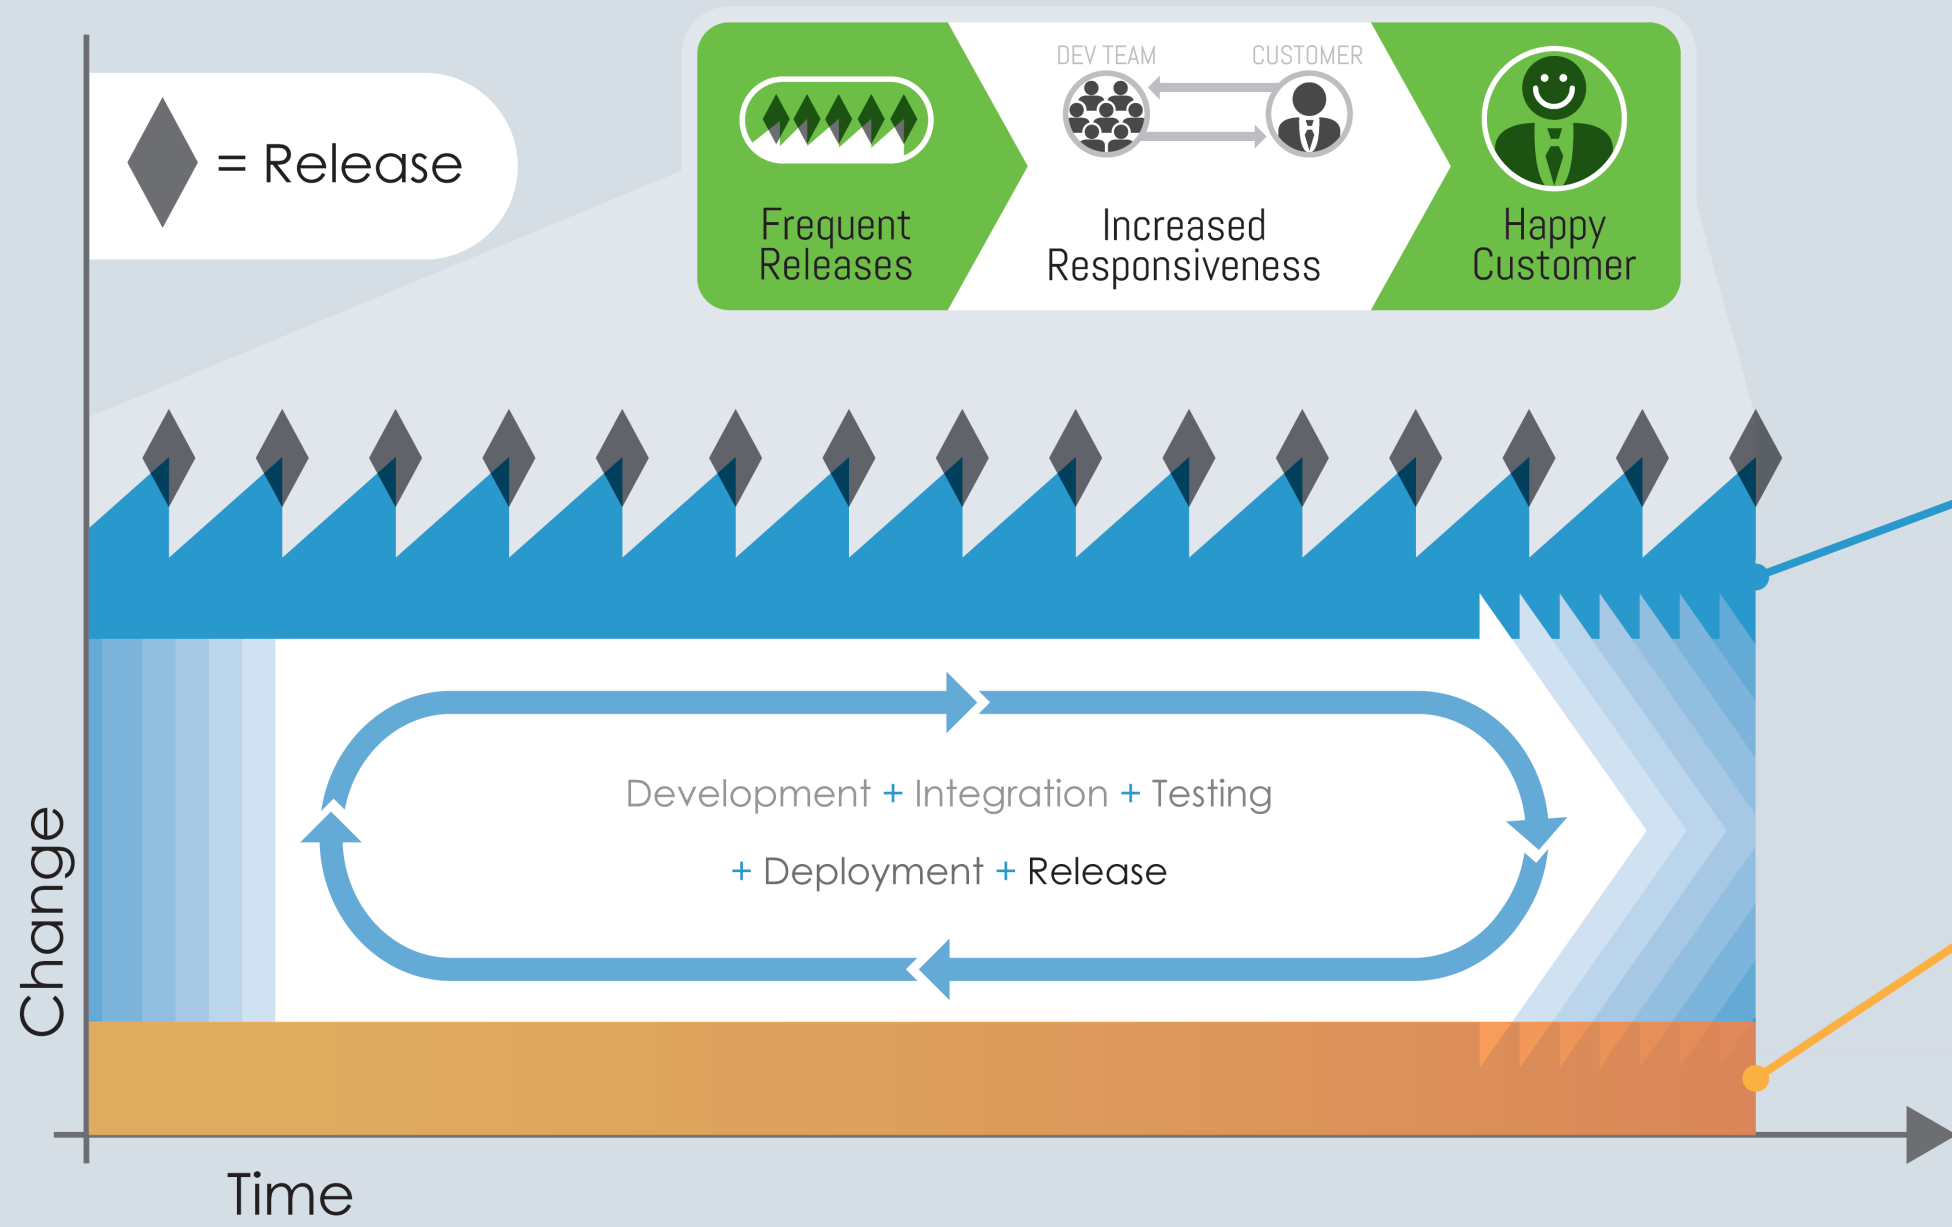 = Release
DEV TEAM
CUSTOMER
Frequent
Releases
Increased
Responsiveness
Happy
Customer
Development + Integration + Testing
+ Deployment + Release
Change
Time